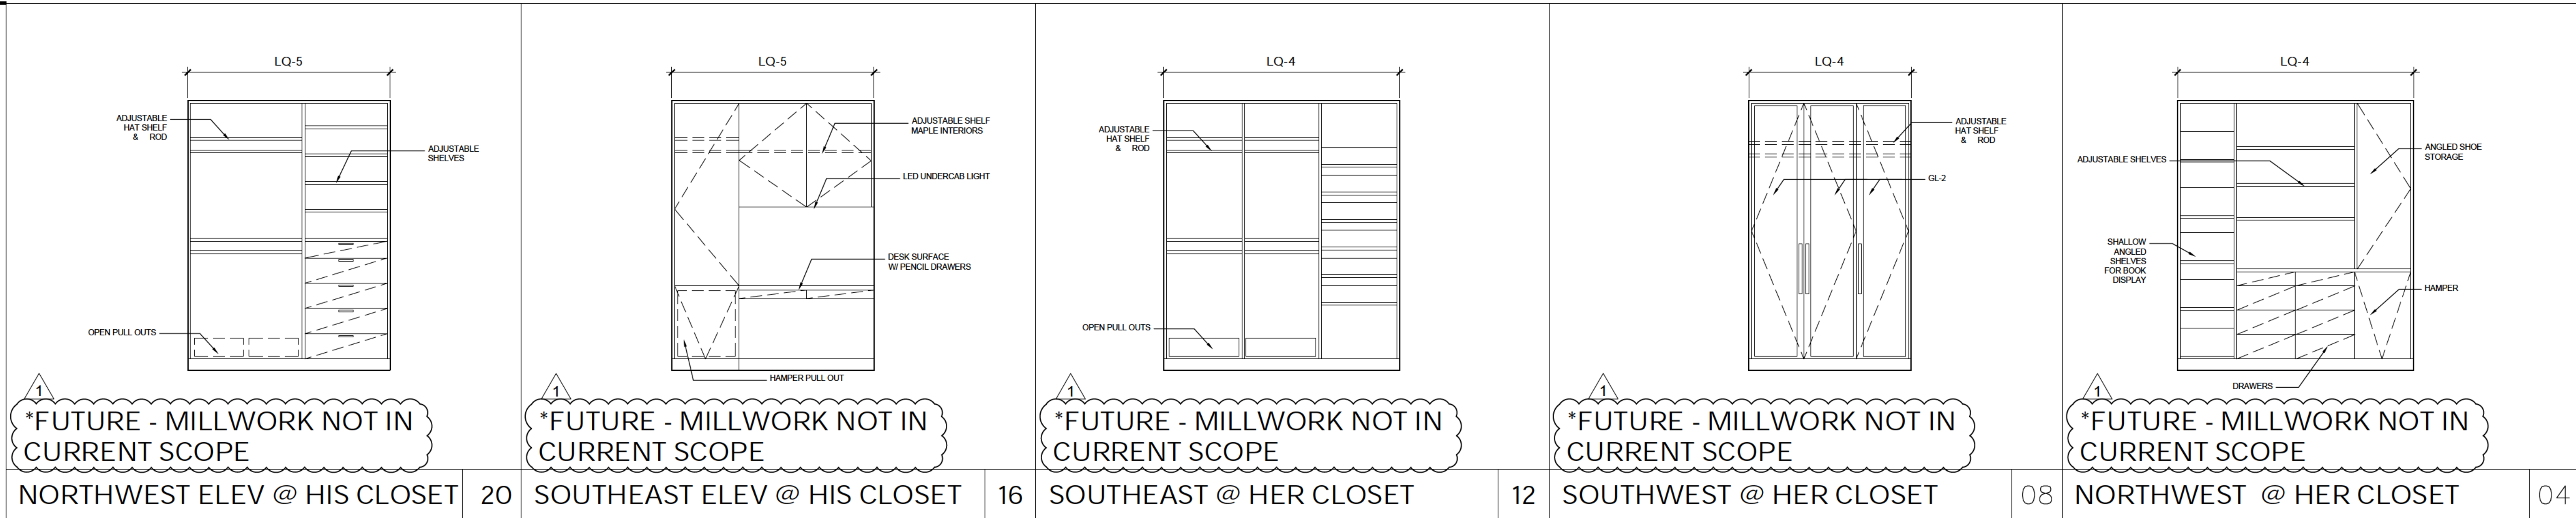 LQ-5
ADJUSTABLE
HAT SHELF
& ROD
ADJUSTABLE
SHELVES
OPEN PULL OUTS
1
*FUTURE - MILLWORK NOT IN
CURRENT SCOPE
NORTHWEST ELEV @ HIS CLOSET
20
LQ-5
ADJUSTABLE SHELF
MAPLE INTERIORS
LED UNDERCAB LIGHT
DESK SURFACE
W/ PENCIL DRAWERS
HAMPER PULL OUT
1
*FUTURE - MILLWORK NOT IN
CURRENT SCOPE
SOUTHEAST ELEV @ HIS CLOSET
16
LQ-4
ADJUSTABLE
HAT SHELF
& ROD
OPEN PULL OUTS
1
*FUTURE - MILLWORK NOT IN
CURRENT SCOPE
SOUTHEAST @ HER CLOSET
12
LQ-4
ADJUSTABLE
HAT SHELF
& ROD
GL-2
1
*FUTURE - MILLWORK NOT IN
CURRENT SCOPE
SOUTHWEST @ HER CLOSET
08
LQ-4
ANGLED SHOE
STORAGE
ADJUSTABLE SHELVES
SHALLOW
ANGLED
SHELVES
FOR BOOK
DISPLAY
HAMPER
DRAWERS
1
*FUTURE - MILLWORK NOT IN
CURRENT SCOPE
NORTHWEST @ HER CLOSET
04